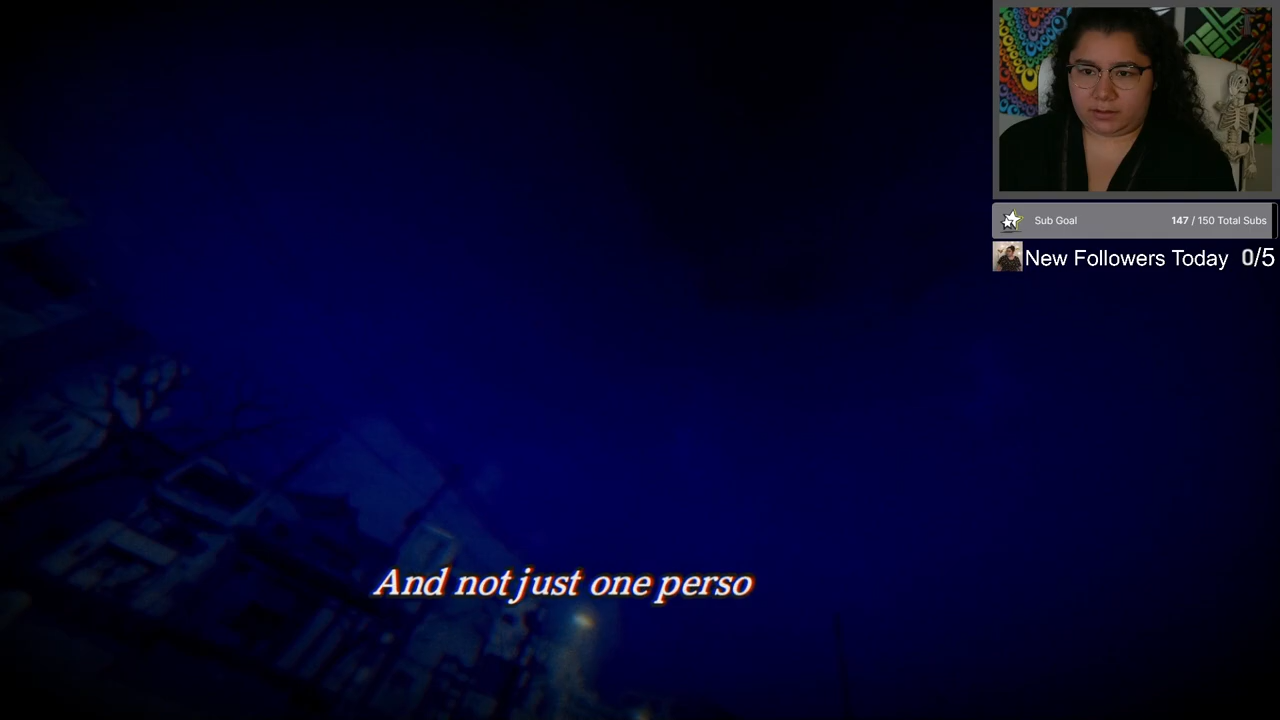 Sub Goal 147 / 150 Total Subs
New Followers Today 0/5
And not just one perso